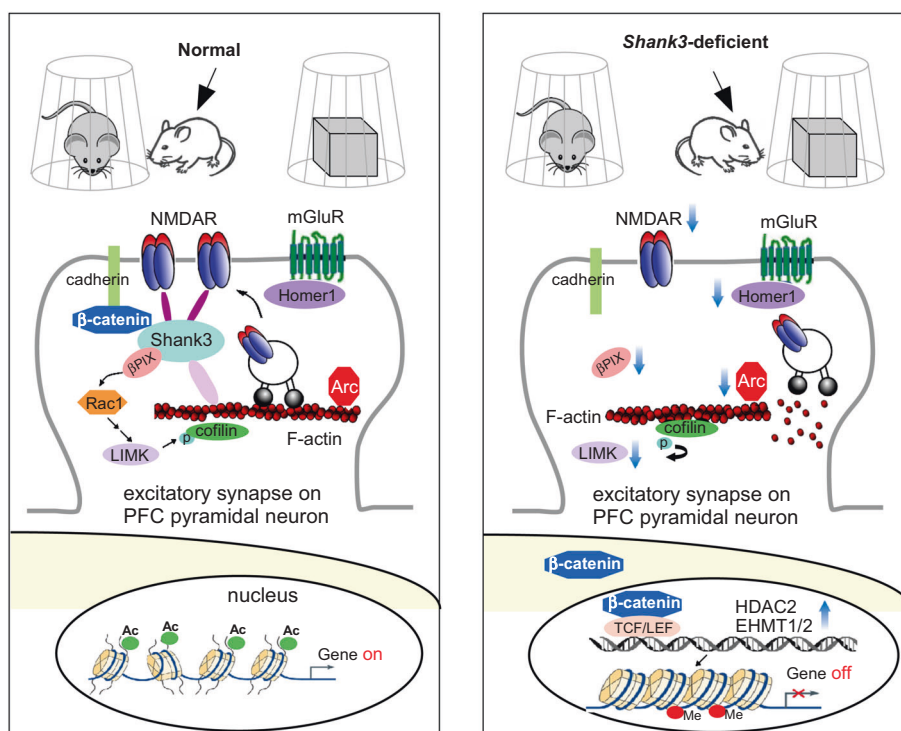 Normal
NMDAR
mGluR
cadherin
Homer1
β-catenin
Shank3
βPIX
Arc
Rac1
cofilin
p
F-actin
LIMK
excitatory synapse on
PFC pyramidal neuron
nucleus
Ac
Ac
Ac
Ac
Gene on
Shank3-deficient
NMDAR
mGluR
cadherin
Homer1
βPIX
Arc
F-actin
cofilin
p
LIMK
excitatory synapse on
PFC pyramidal neuron
β-catenin
β-catenin
HDAC2
TCF/LEF
EHMT1/2
Gene off
Me
Me